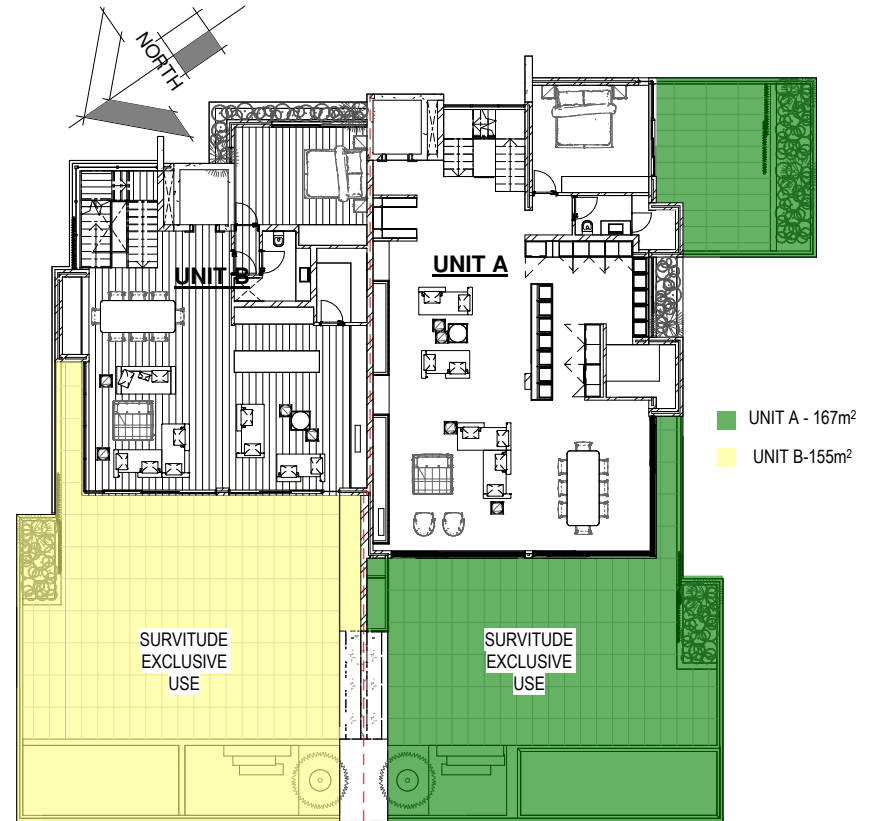 NORTH
UNIT B
UNIT A
UNIT A - 167m²
UNIT B-155m²
SURVITUDE
EXCLUSIVE
USE
SURVITUDE
EXCLUSIVE
USE